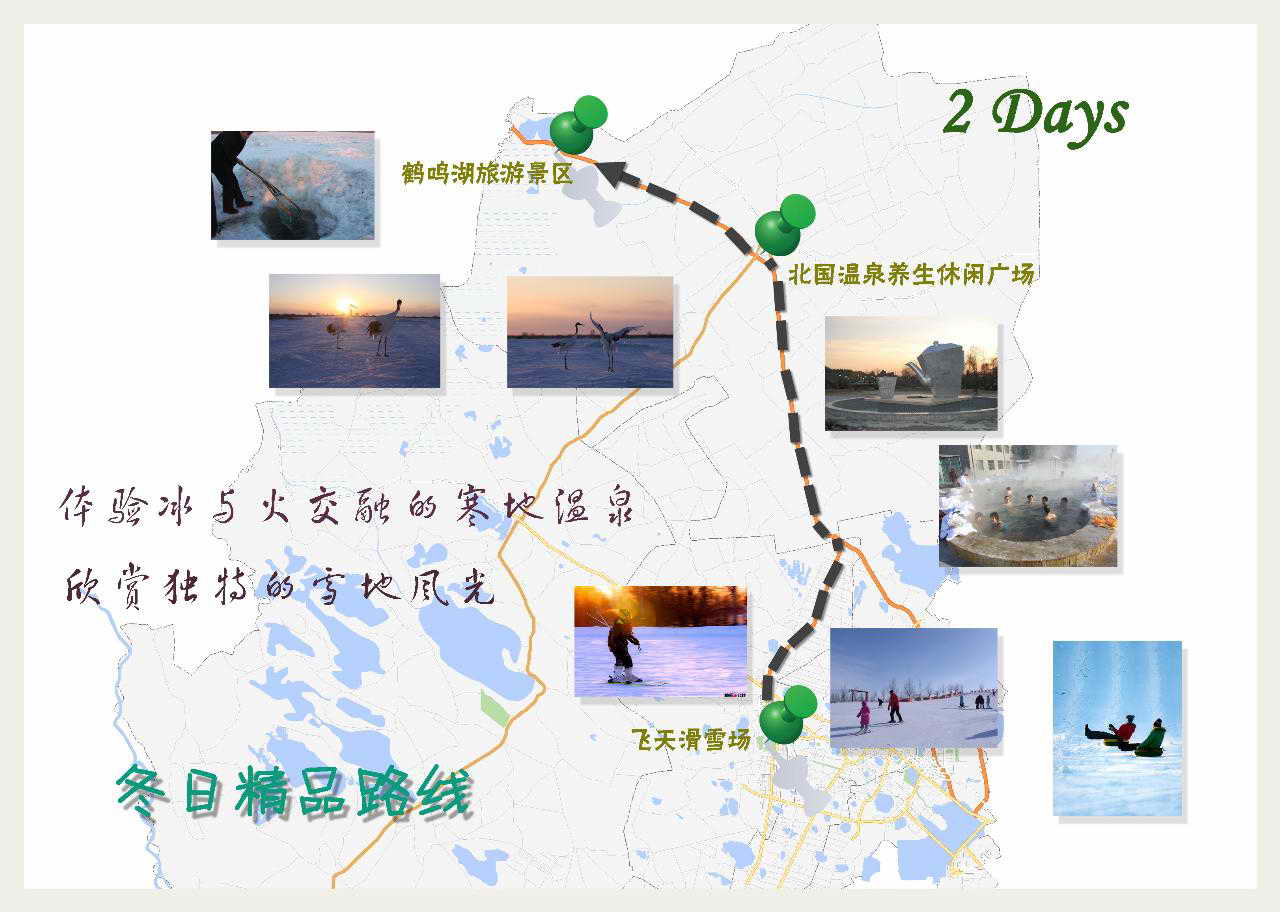 2 Days
鹤鸣湖旅游景区
北国温泉养生休闲广场
体验冰与火交融的寒地温泉
欣赏独特的雪地风光
飞天滑雪场
冬日精品路线